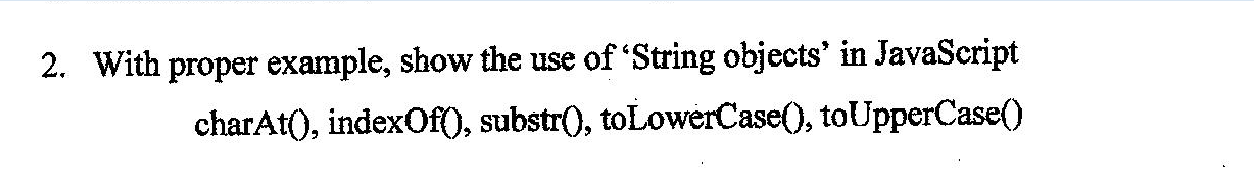 2. With proper example, show the use of ‘String objects’ in JavaScript
charAt(), indexOf(), substr(), toLowerCase(), toUpperCase()